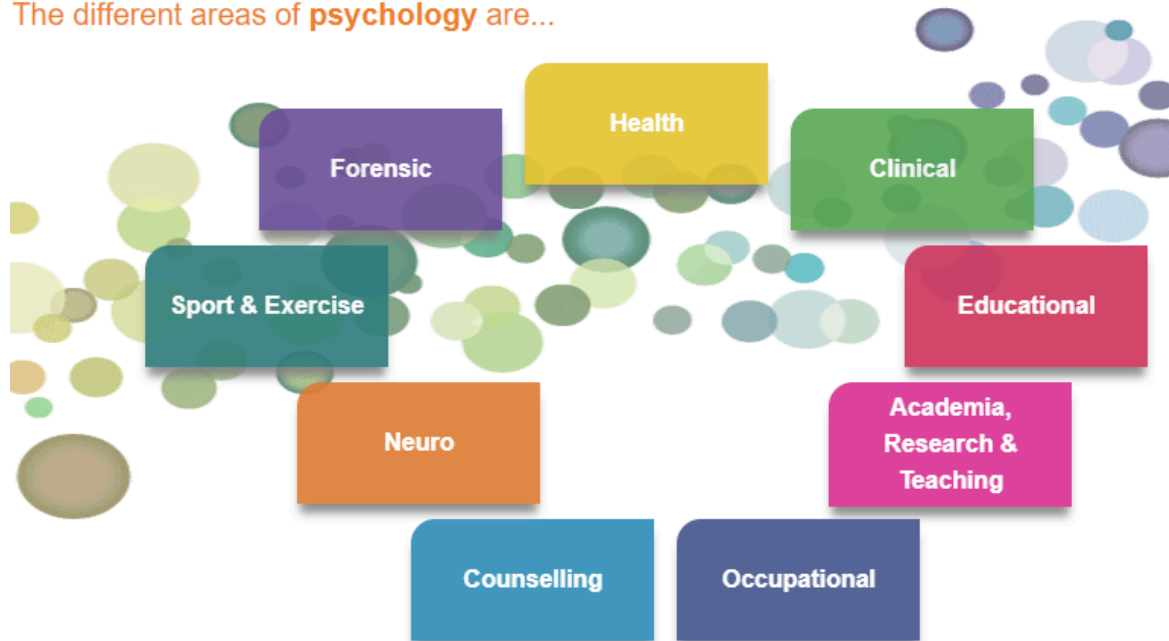 The different areas of psychology are...
Health
Forensic
Clinical
Sport & Exercise
Educational
Neuro
Academia,
Research &
Teaching
Counselling
Occupational